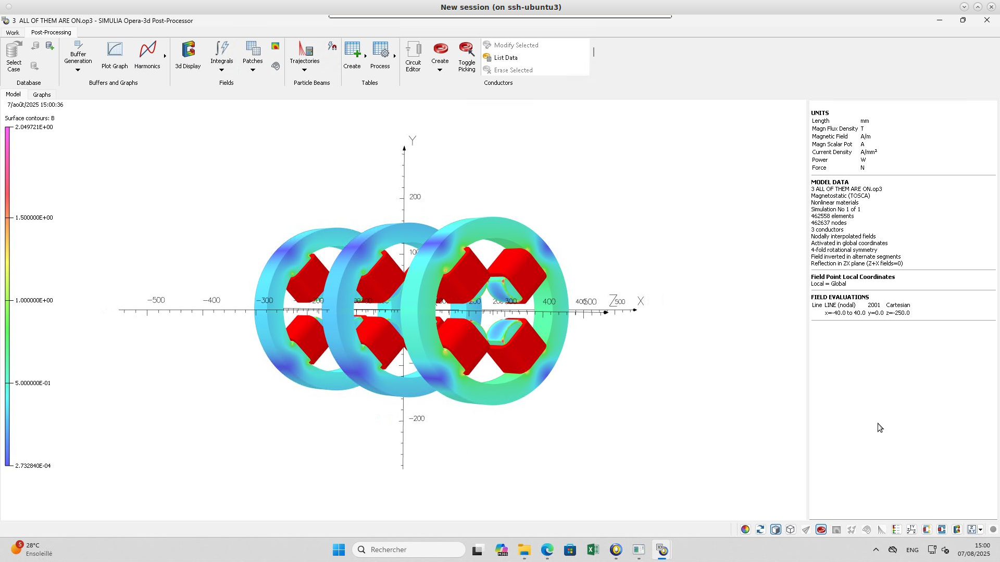 New session (on ssh-ubuntu3)
3 ALL OF THEM ARE ON.op3 - SIMULIA Opera-3d Post-Processor
Work
Post-Processing
Select Case
Buffer Generation
Plot Graph
Harmonics
3d Display
Integrals
Patches
Trajectories
Create
Process
Circuit Editor
Create
Toggle Picking
Modify Selected
List Data
Erase Selected
Database
Buffers and Graphs
Fields
Particle Beams
Tables
Conductors
Model
Graphs
7/août/2025 15:00:36
Surface contours: B
2.049721E+00
1.500000E+00
1.000000E+00
5.000000E-01
2.732840E-04
Y
200
−500
−400
−300
400
500
Z
500
X
−200
UNITS
Length mm
Magn Flux Density T
Magnetic Field A/m
Magn Scalar Pot A
Current Density A/mm²
Power W
Force N
MODEL DATA
3 ALL OF THEM ARE ON.op3
Magnetostatic (TOSCA)
Nonlinear materials
Simulation No 1 of 1
462558 elements
462637 nodes
3 conductors
Nodally interpolated fields
Activated in global coordinates
4-fold rotational symmetry
Field inverted in alternate segments
Reflection in ZX plane (Z+X fields=0)
Field Point Local Coordinates
Local = Global
FIELD EVALUATIONS
Line LINE (nodal) 2001 Cartesian
x=-40.0 to 40.0 y=0.0 z=-250.0
5
28°C
Ensoleillé
Rechercher
M365
3D
ENG
15:00
07/08/2025